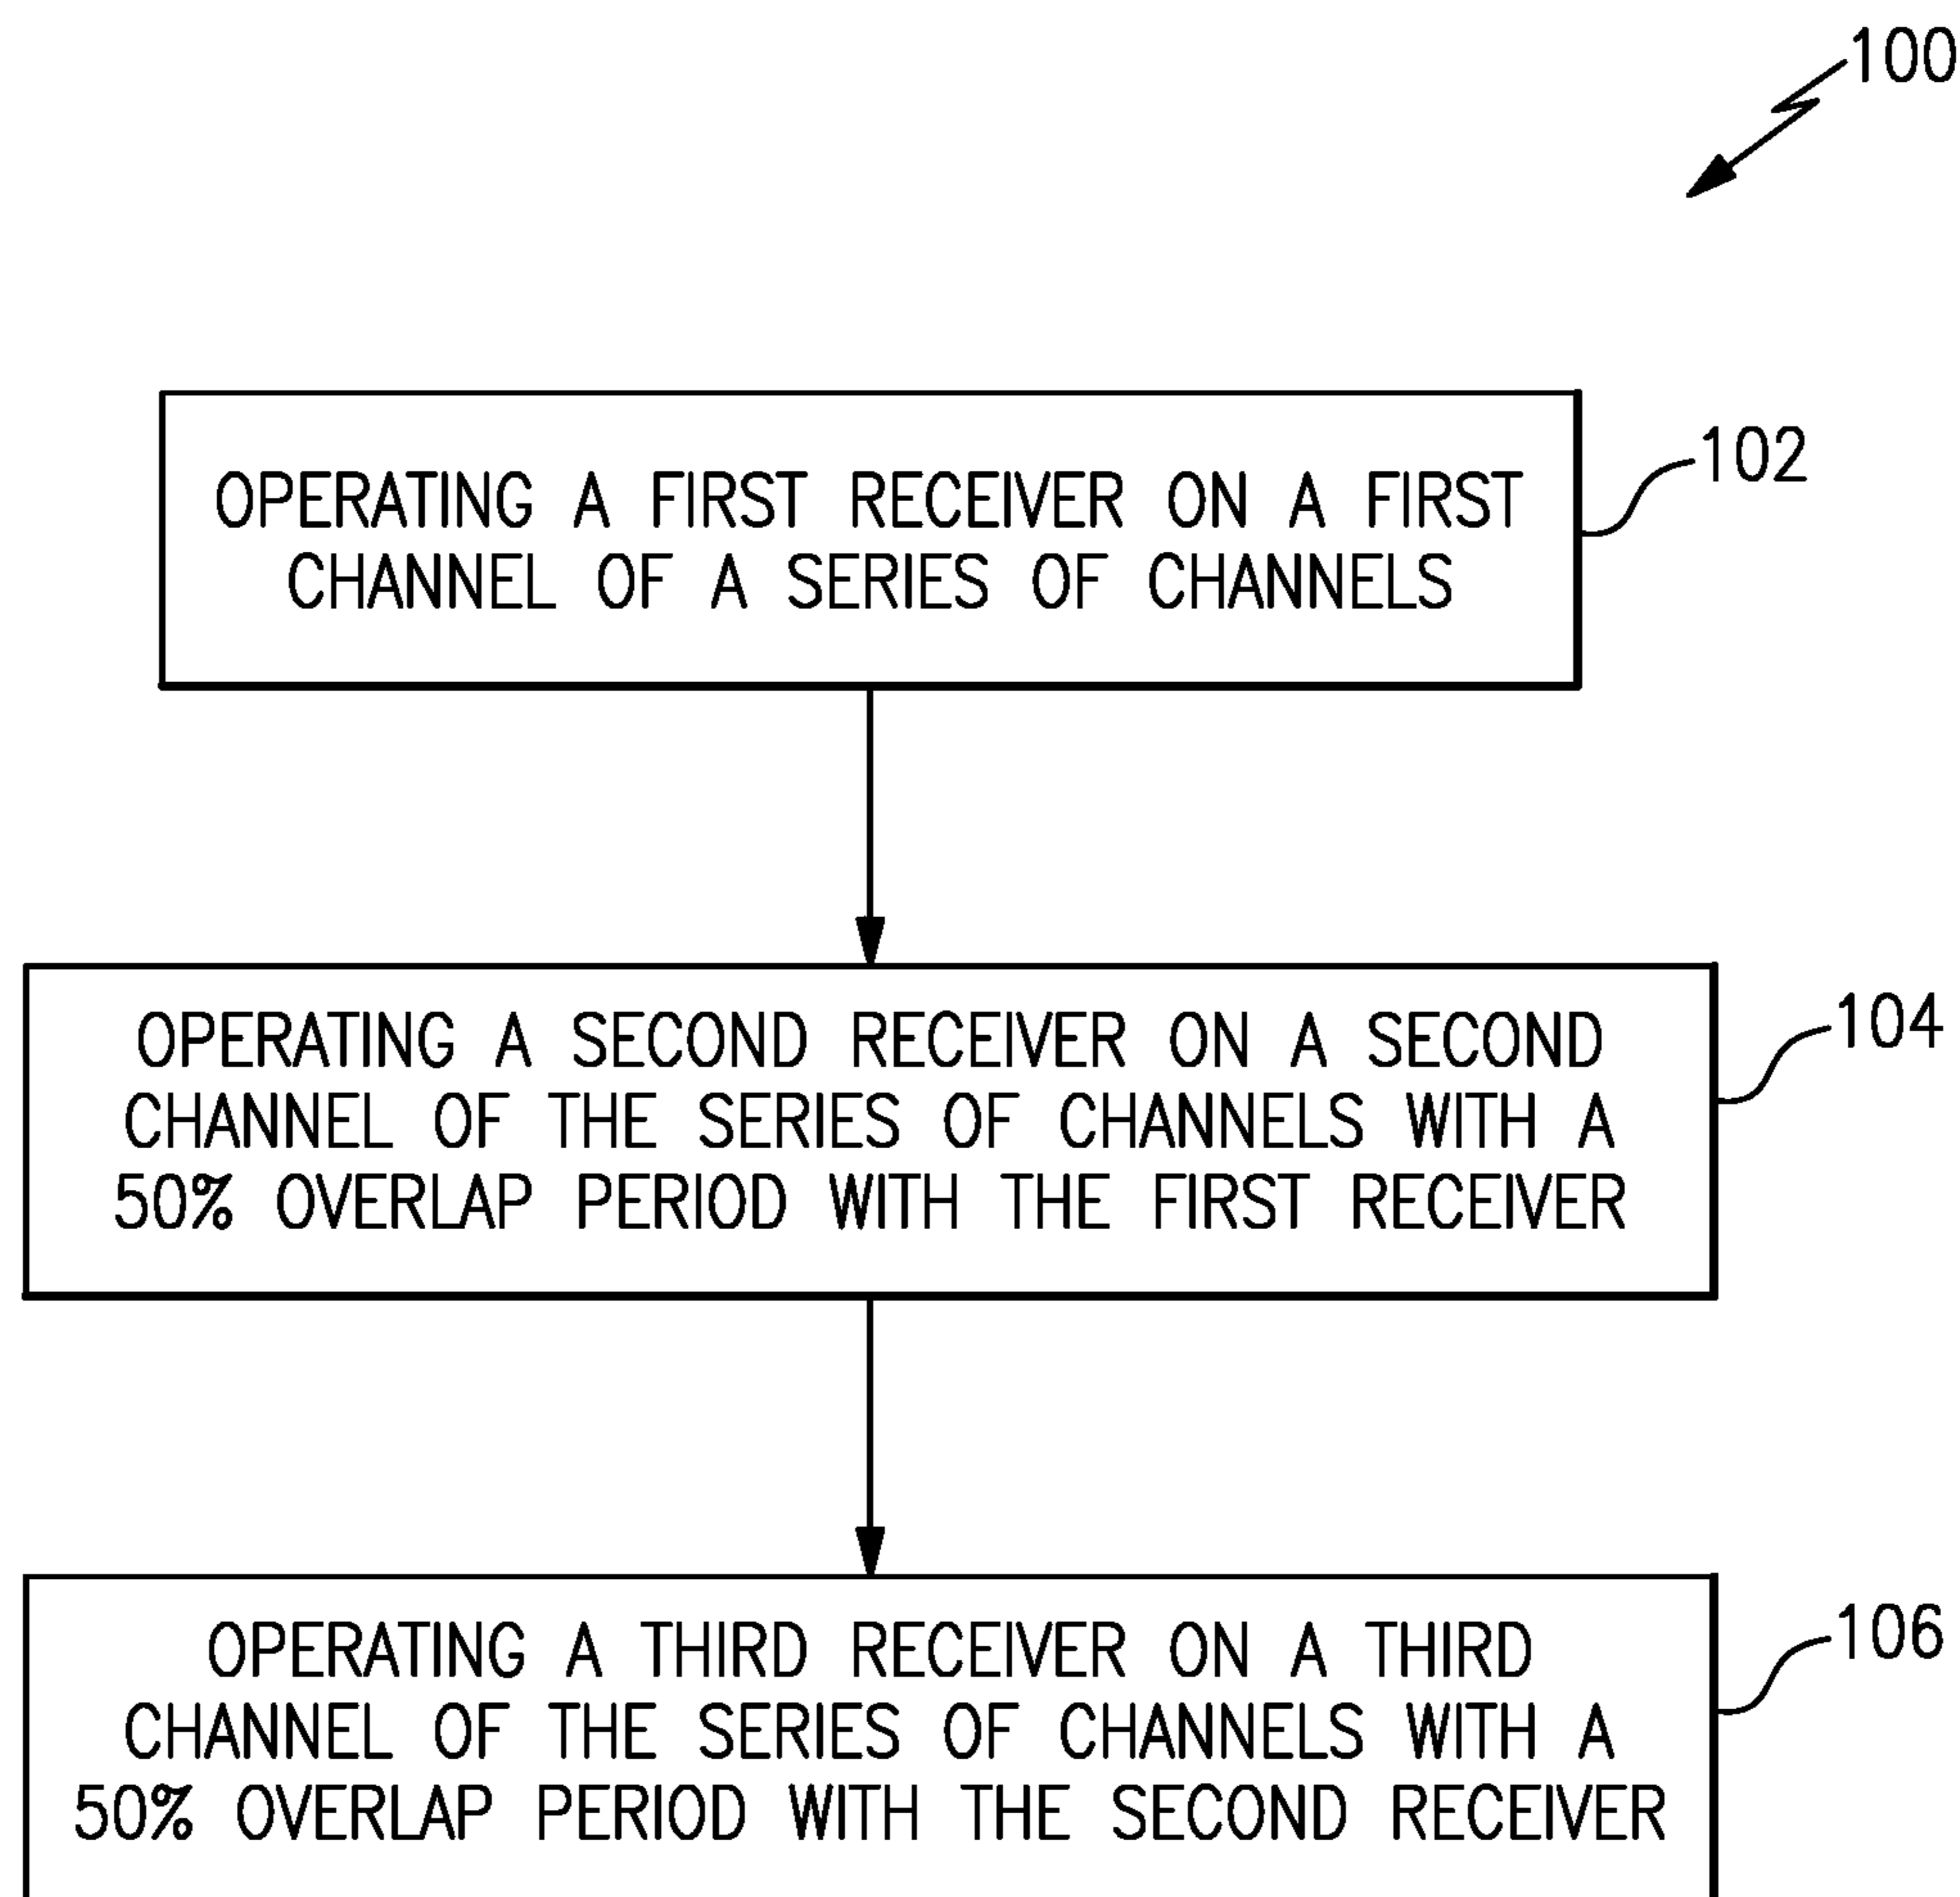 100
OPERATING A FIRST RECEIVER ON A FIRST
CHANNEL OF A SERIES OF CHANNELS
102
OPERATING A SECOND RECEIVER ON A SECOND
CHANNEL OF THE SERIES OF CHANNELS WITH A
50% OVERLAP PERIOD WITH THE FIRST RECEIVER
104
OPERATING A THIRD RECEIVER ON A THIRD
CHANNEL OF THE SERIES OF CHANNELS WITH A
50% OVERLAP PERIOD WITH THE SECOND RECEIVER
106